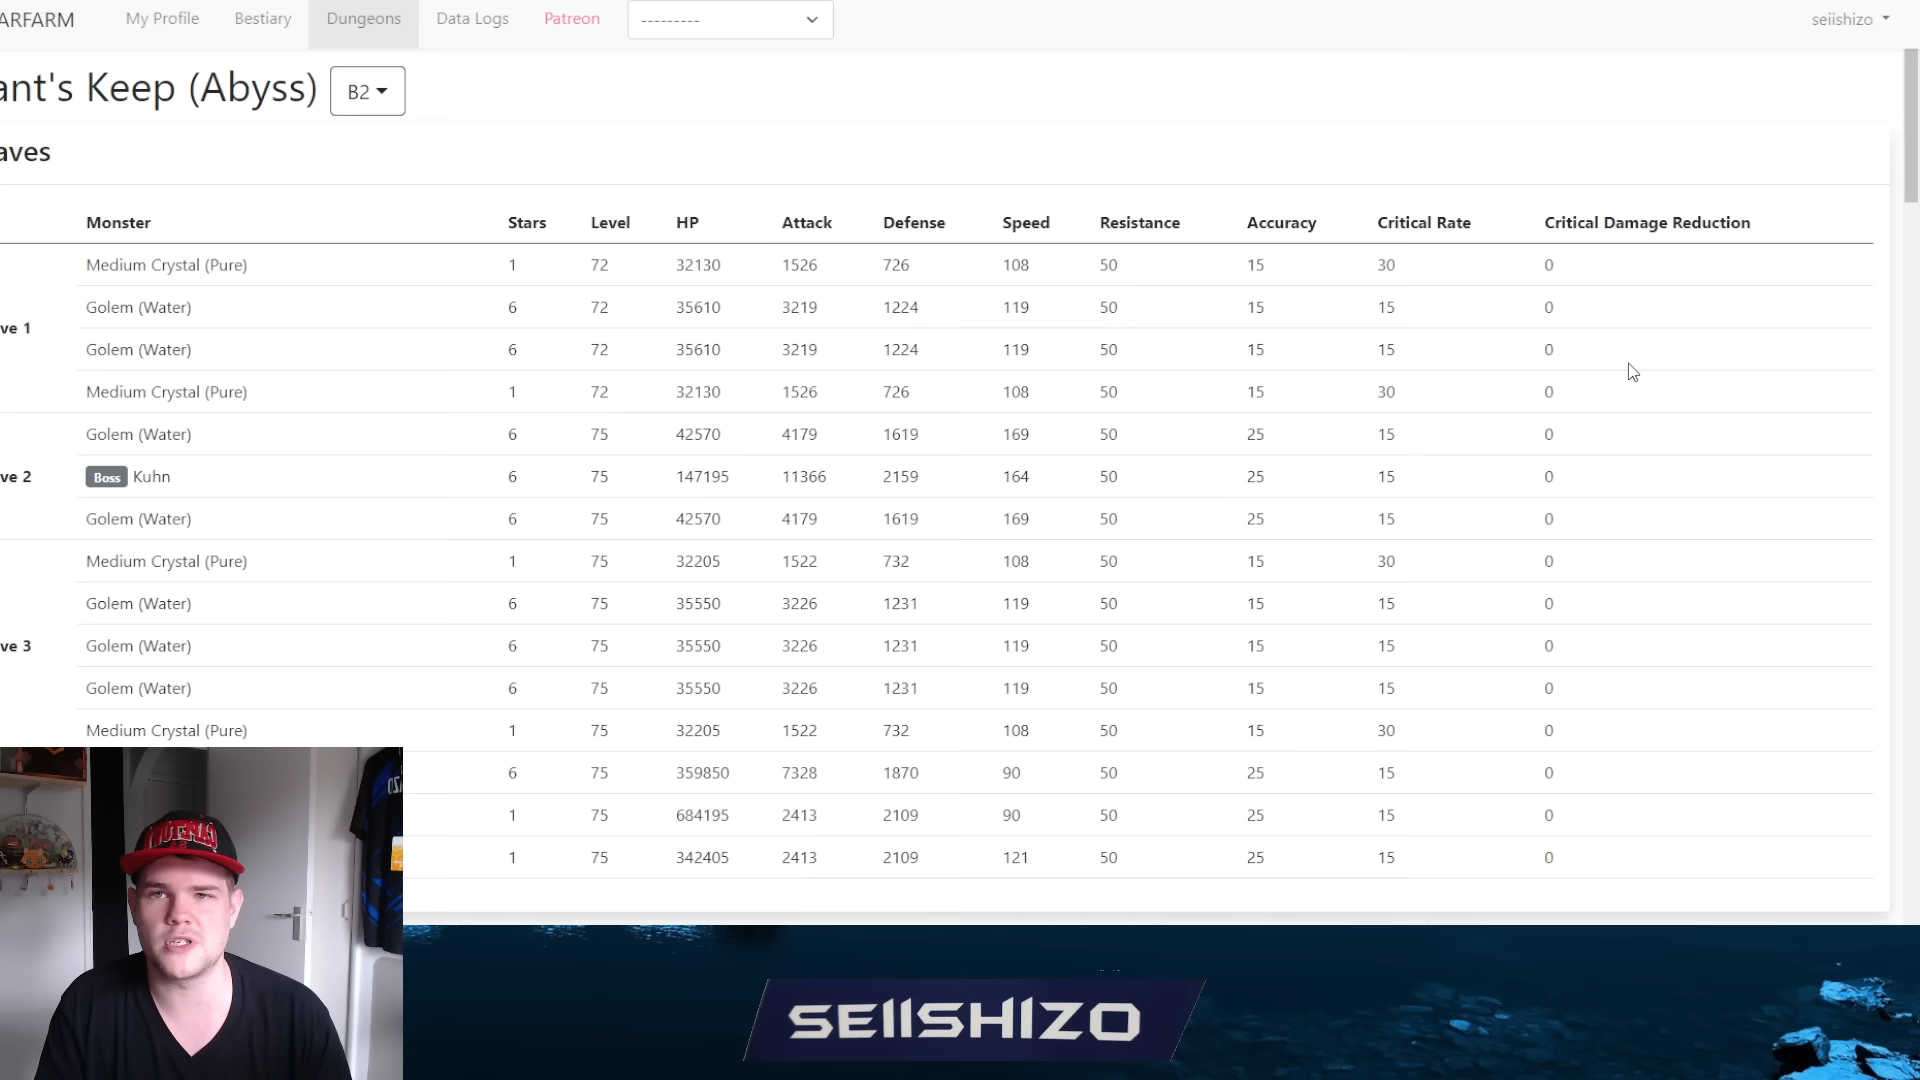 ARFARM My Profile Bestiary Dungeons Data Logs Patreon --------- seiishizo
ant's Keep (Abyss) B2
aves
Monster Stars Level HP Attack Defense Speed Resistance Accuracy Critical Rate Critical Damage Reduction
Medium Crystal (Pure) 1 72 32130 1526 726 108 50 15 30 0
Golem (Water) 6 72 35610 3219 1224 119 50 15 15 0
ve 1
Golem (Water) 6 72 35610 3219 1224 119 50 15 15 0
Medium Crystal (Pure) 1 72 32130 1526 726 108 50 15 30 0
Golem (Water) 6 75 42570 4179 1619 169 50 25 15 0
ve 2 Boss Kuhn 6 75 147195 11366 2159 164 50 25 15 0
Golem (Water) 6 75 42570 4179 1619 169 50 25 15 0
Medium Crystal (Pure) 1 75 32205 1522 732 108 50 15 30 0
Golem (Water) 6 75 35550 3226 1231 119 50 15 15 0
ve 3 Golem (Water) 6 75 35550 3226 1231 119 50 15 15 0
Golem (Water) 6 75 35550 3226 1231 119 50 15 15 0
Medium Crystal (Pure) 1 75 32205 1522 732 108 50 15 30 0
6 75 359850 7328 1870 90 50 25 15 0
1 75 684195 2413 2109 90 50 25 15 0
1 75 342405 2413 2109 121 50 25 15 0
SEIISHIZO